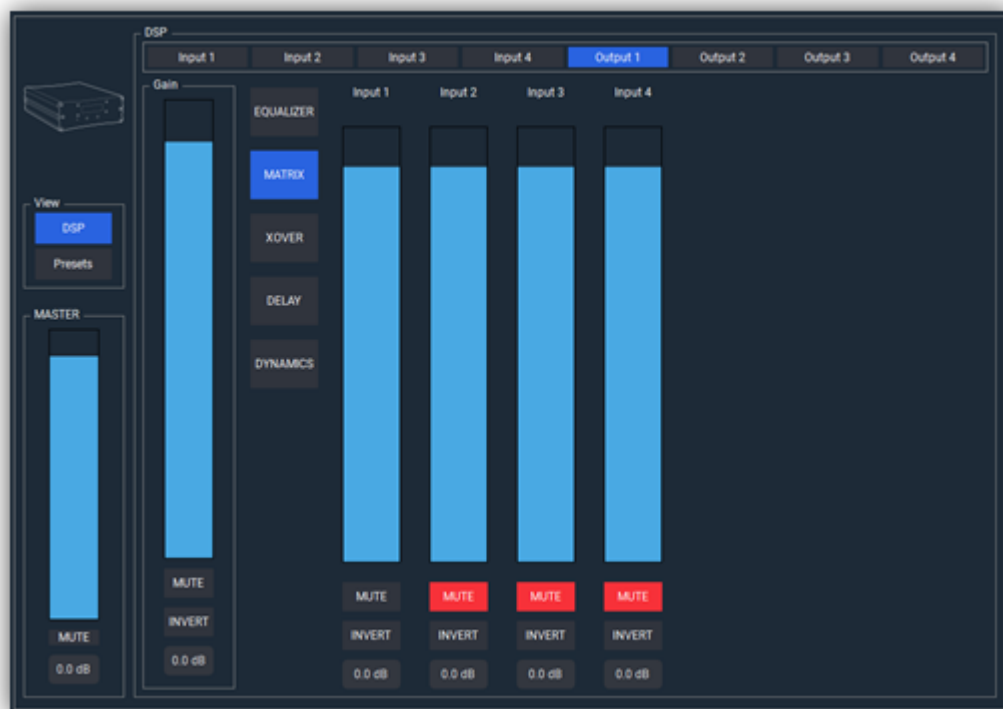 DSP
Input 1 Input 2 Input 3 Input 4 Output 1 Output 2 Output 3 Output 4
Gain
Input 1 Input 2 Input 3 Input 4
EQUALIZER
MATRIX
XOVER
DELAY
DYNAMICS
View
DSP
Presets
MASTER
MUTE
0.0 dB
MUTE
INVERT
0.0 dB
MUTE MUTE MUTE MUTE
INVERT INVERT INVERT INVERT
0.0 dB 0.0 dB 0.0 dB 0.0 dB